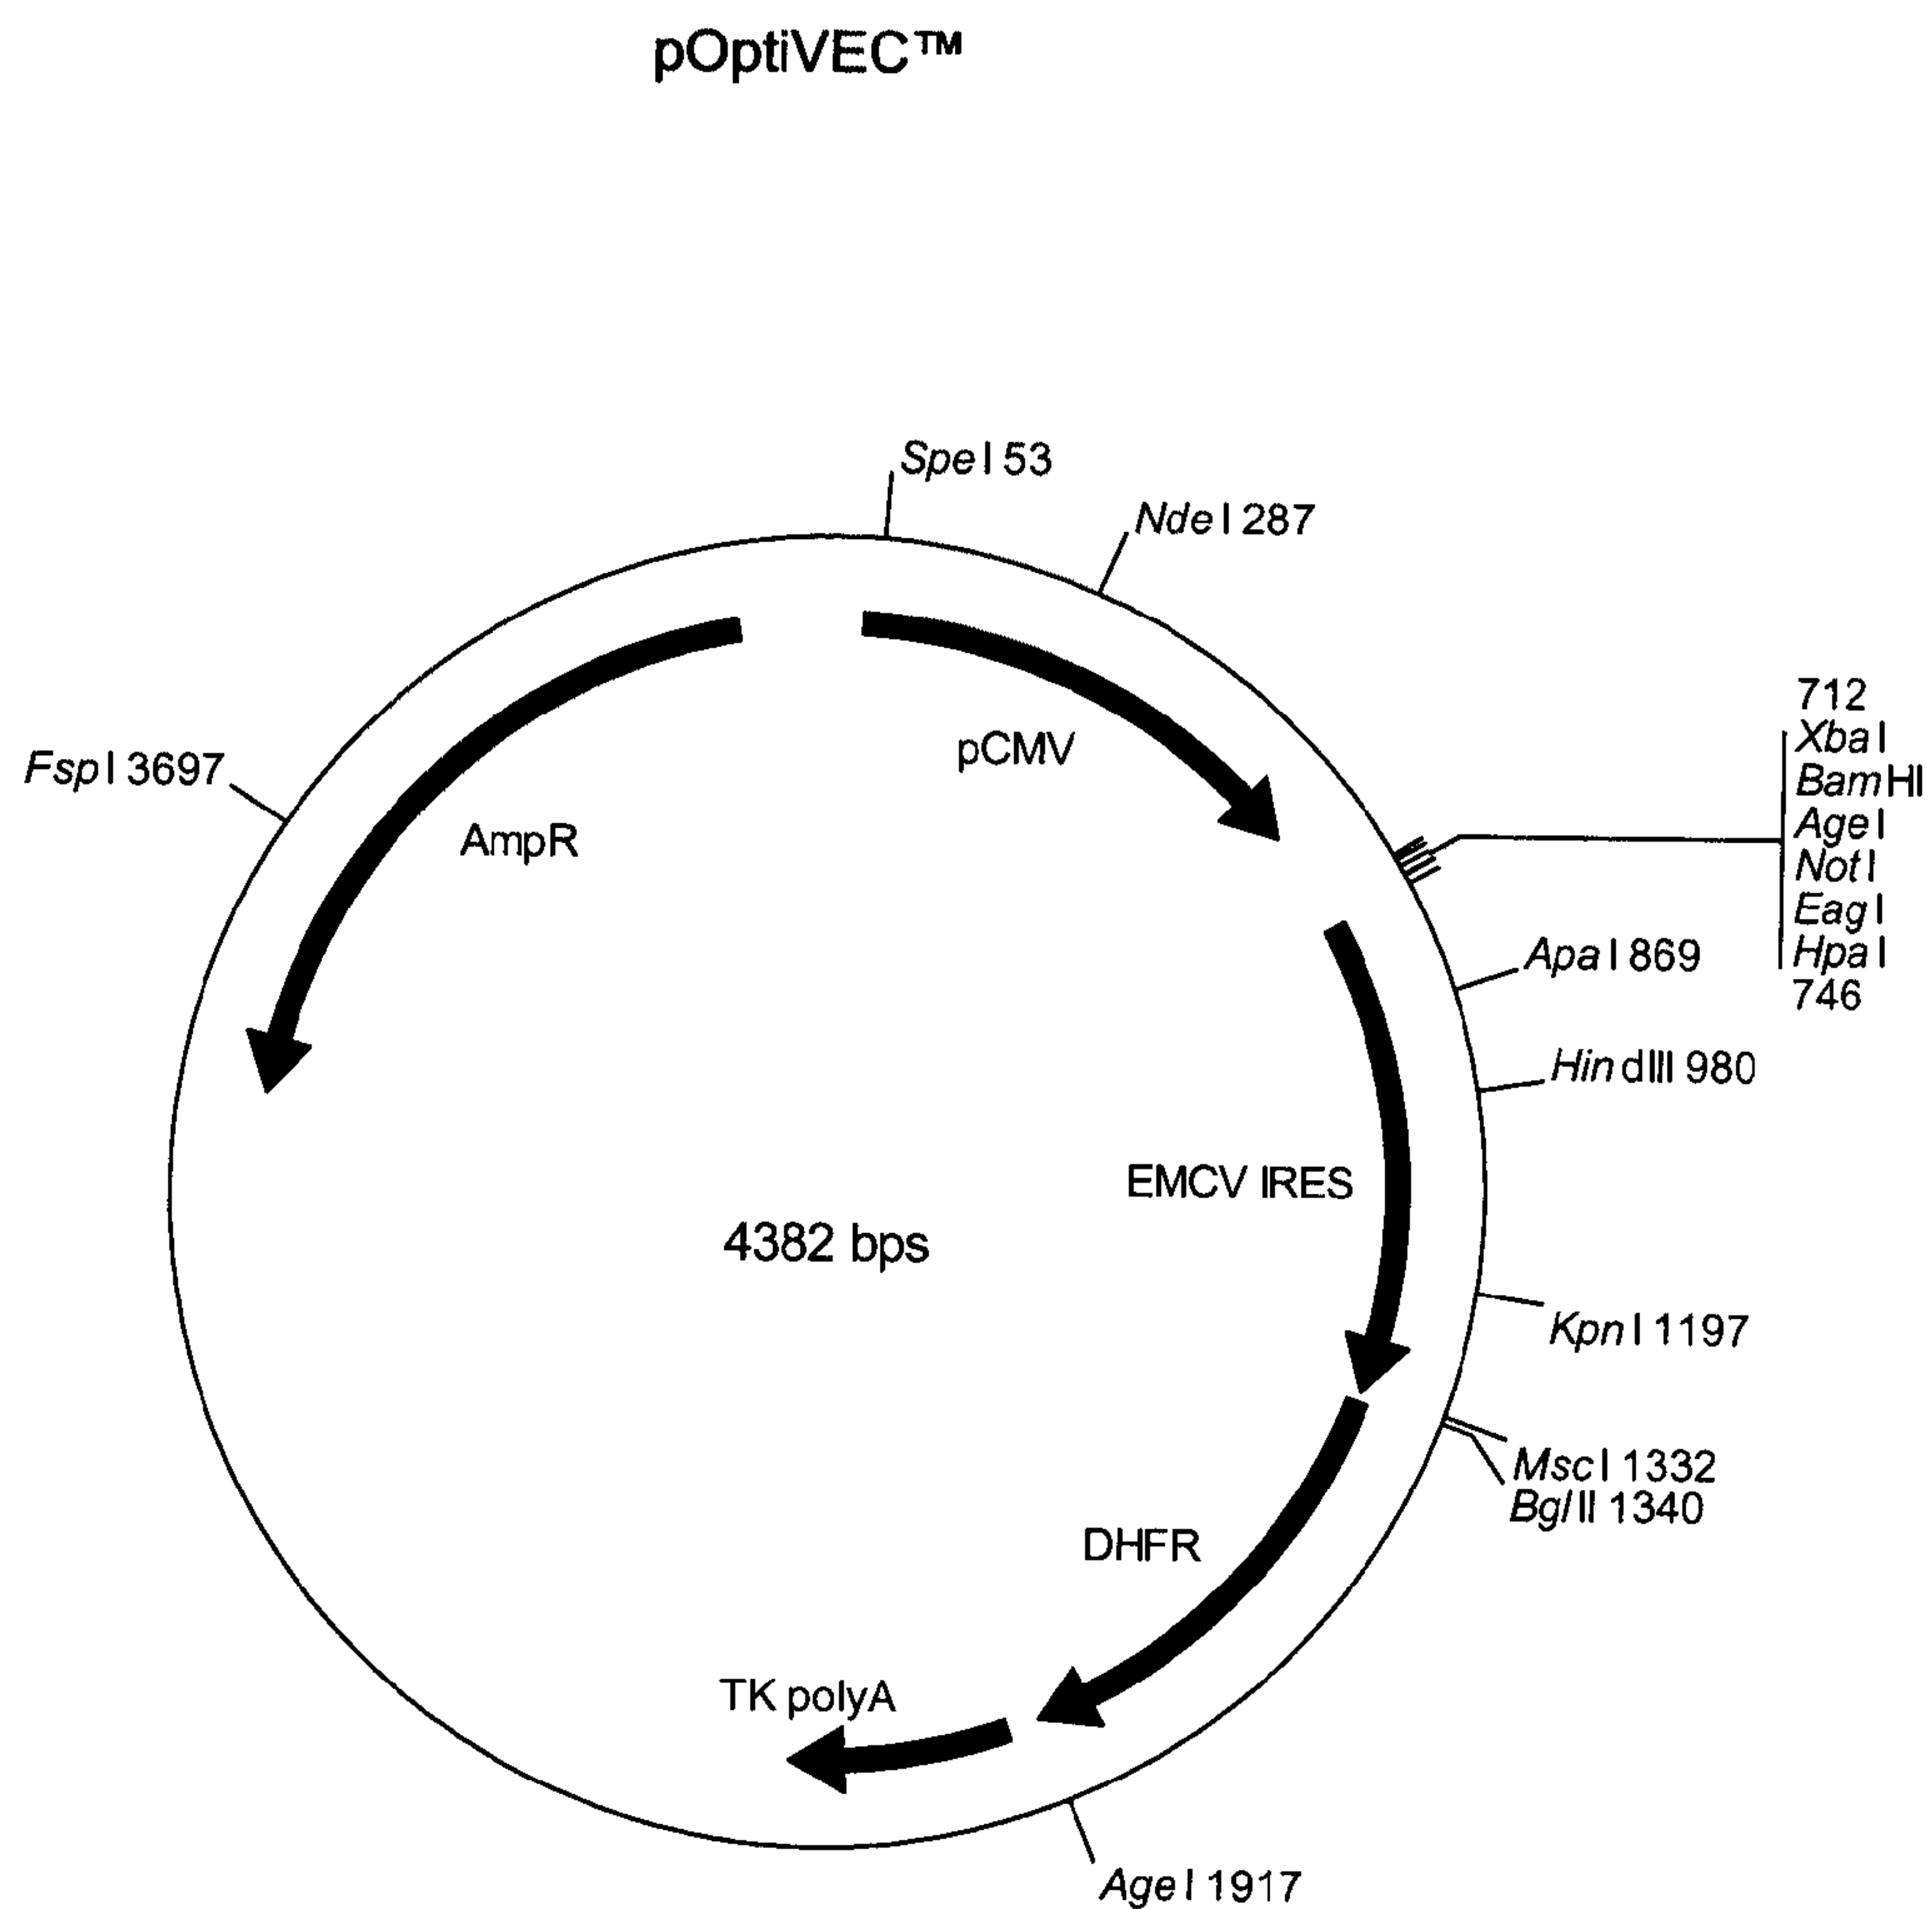 pOptiVEC™
SpeI 53
NdeI 287
712
XbaI
BamHI
AgeI
NotI
EagI
HpaI
746
FspI 3697
pCMV
AmpR
ApaI 869
HindIII 980
EMCV IRES
4382 bps
KpnI 1197
MscI 1332
BglII 1340
DHFR
TK polyA
AgeI 1917